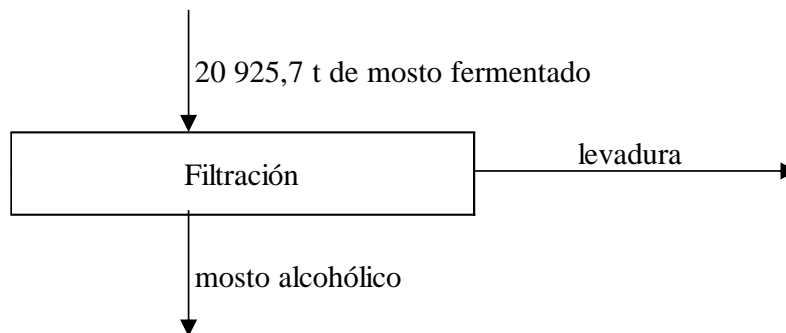 20 925,7 t de mosto fermentado
levadura
Filtración
mosto alcohólico